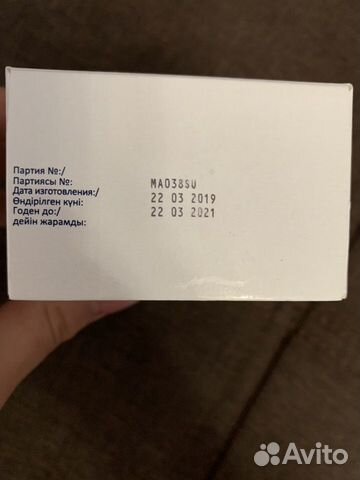 Партия №:/
Партиясы №: MA038SU
Дата изготовления:/
Өндірілген күні: 22 03 2019
Годен до:/ 22 03 2021
дейін жарамды:
Avito